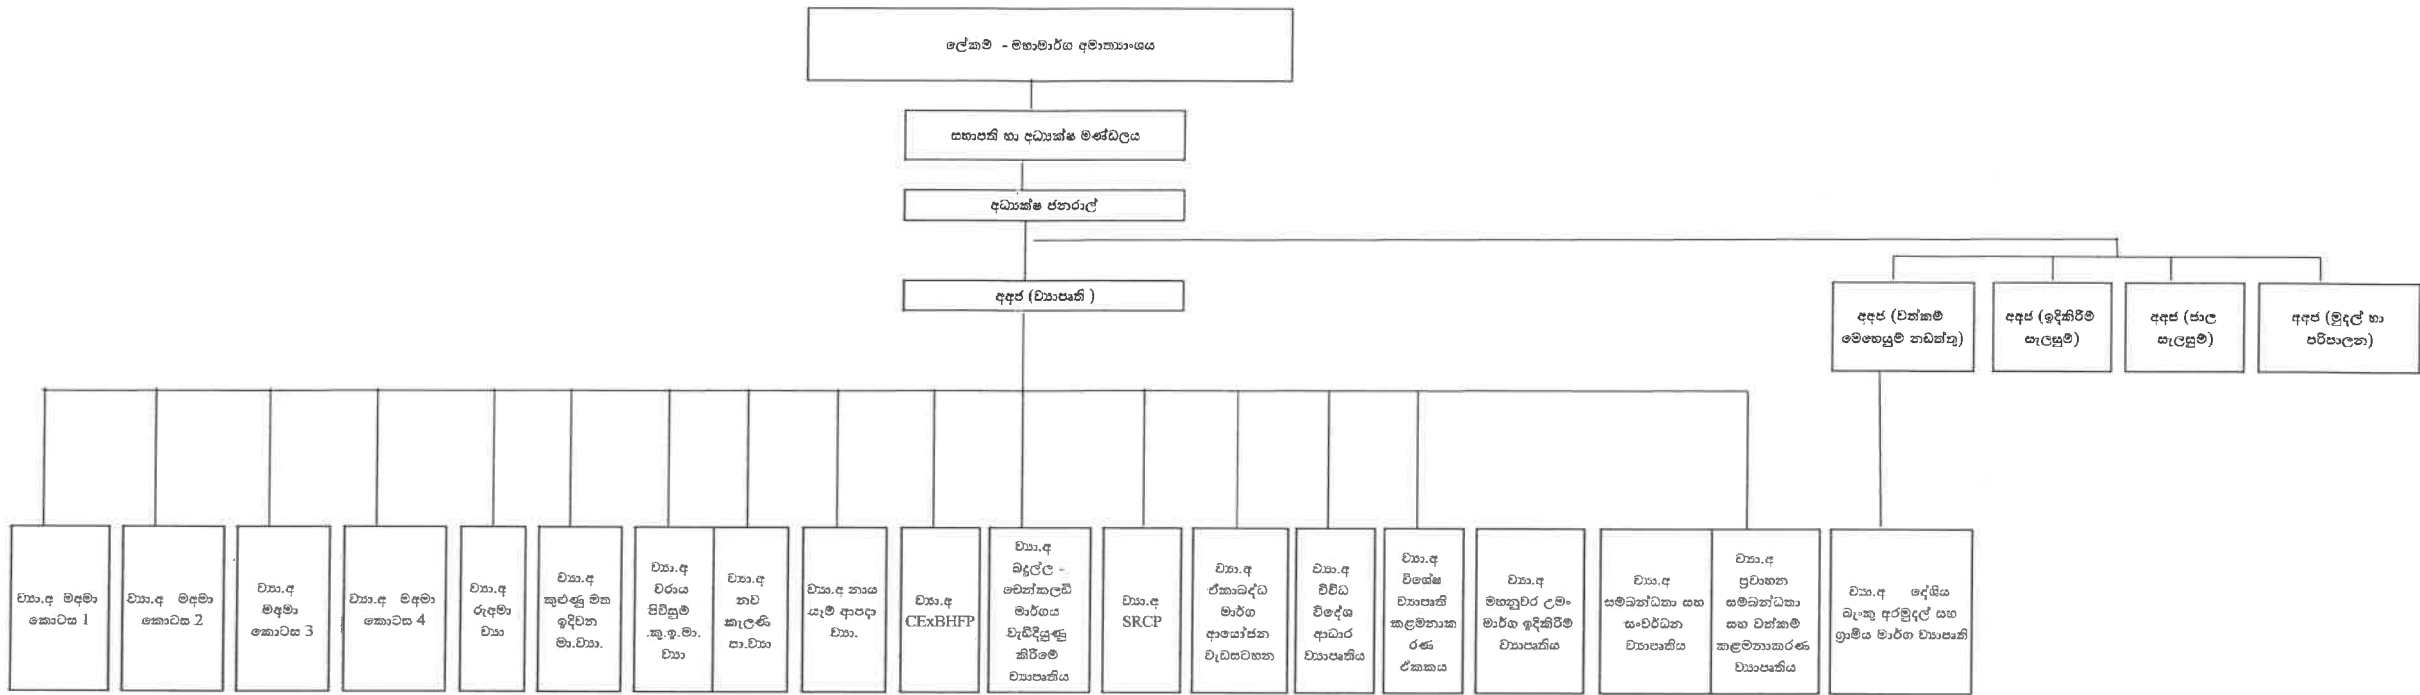 ලේකම් - මහාමාර්ග අමාත්‍යාංශය
සභාපති හා අධ්‍යක්ෂ මණ්ඩලය
අධ්‍යක්ෂ ජනරාල්
අඅජ (ව්‍යාපෘති )
අඅජ (වත්කම්
මෙහෙයුම් නඩත්තු)
අඅජ (ඉදිකිරීම්
සැලසුම්)
අඅජ (ජාල
සැලසුම්)
අඅජ (මුදල් හා
පරිපාලන)
ව්‍යා.අ මඅමා
කොටස 1
ව්‍යා.අ මඅමා
කොටස 2
ව්‍යා.අ
මඅමා
කොටස 3
ව්‍යා.අ මඅමා
කොටස 4
ව්‍යා.අ
රුඅමා
ව්‍යා
ව්‍යා.අ
කුළුණු මත
ඉදිවන
මා.ව්‍යා.
ව්‍යා.අ
වරාය
පිවිසුම්
.කු.ඉ.මා.
ව්‍යා
ව්‍යා.අ
නව
කැලණි
පා.ව්‍යා
ව්‍යා.අ නාය
යෑම් ආපදා
ව්‍යා.
ව්‍යා.අ
CExBHFP
ව්‍යා.අ
බදුල්ල -
චෙන්කලඩි
මාර්ගය
වැඩිදියුණු
කිරීමේ
ව්‍යාපෘතිය
ව්‍යා.අ
SRCP
ව්‍යා.අ
ඒකාබද්ධ
මාර්ග
ආයෝජන
වැඩසටහන
ව්‍යා.අ
විවිධ
විදේශ
ආධාර
ව්‍යාපෘතිය
ව්‍යා.අ
විශේෂ
ව්‍යාපෘති
කළමනාක
රණ
ඒකකය
ව්‍යා.අ
මහනුවර උමං
මාර්ග ඉදිකිරීම්
ව්‍යාපෘතිය
ව්‍යා.අ
සම්බන්ධතා සහ
සංවර්ධන
ව්‍යාපෘතිය
ව්‍යා.අ
ප්‍රවාහන
සම්බන්ධතා
සහ වත්කම්
කළමනාකරණ
ව්‍යාපෘතිය
ව්‍යා.අ දේශීය
බැංකු අරමුදල් සහ
ග්‍රාමීය මාර්ග ව්‍යාපෘති